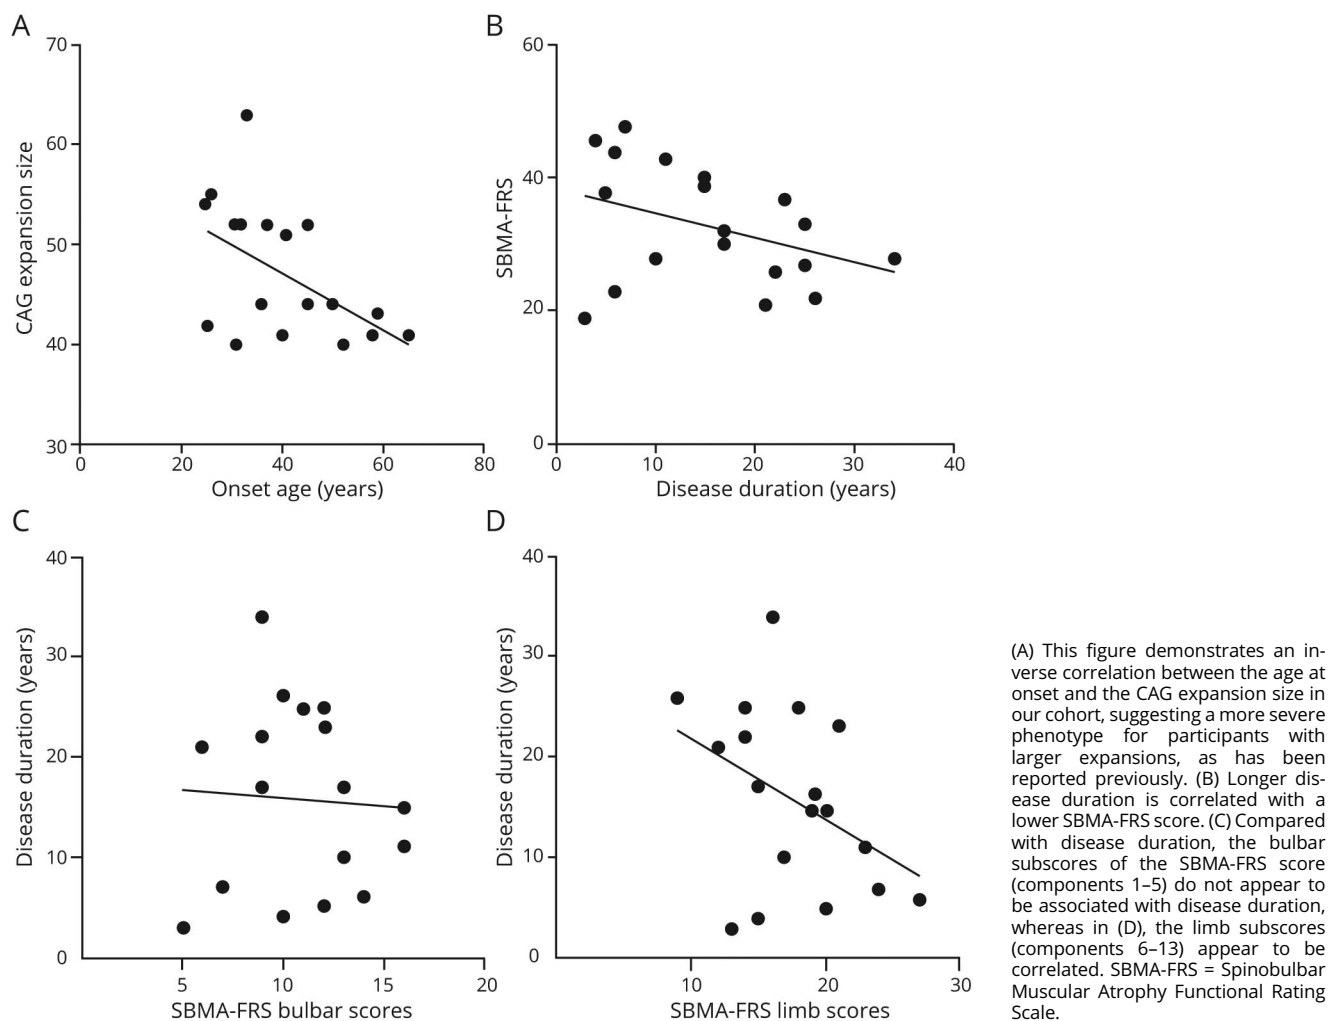 A
70
60
50
40
30
CAG expansion size
0 20 40 60 80
Onset age (years)
B
60
40
20
0
SBMA-FRS
0 10 20 30 40
Disease duration (years)
C
40
30
20
10
0
Disease duration (years)
5 10 15 20
SBMA-FRS bulbar scores
D
40
30
20
10
0
Disease duration (years)
10 20 30
SBMA-FRS limb scores
(A) This figure demonstrates an in-
verse correlation between the age at
onset and the CAG expansion size in
our cohort, suggesting a more severe
phenotype for participants with
larger expansions, as has been
reported previously. (B) Longer dis-
ease duration is correlated with a
lower SBMA-FRS score. (C) Compared
with disease duration, the bulbar
subscores of the SBMA-FRS score
(components 1–5) do not appear to
be associated with disease duration,
whereas in (D), the limb subscores
(components 6–13) appear to be
correlated. SBMA-FRS = Spinobulbar
Muscular Atrophy Functional Rating
Scale.